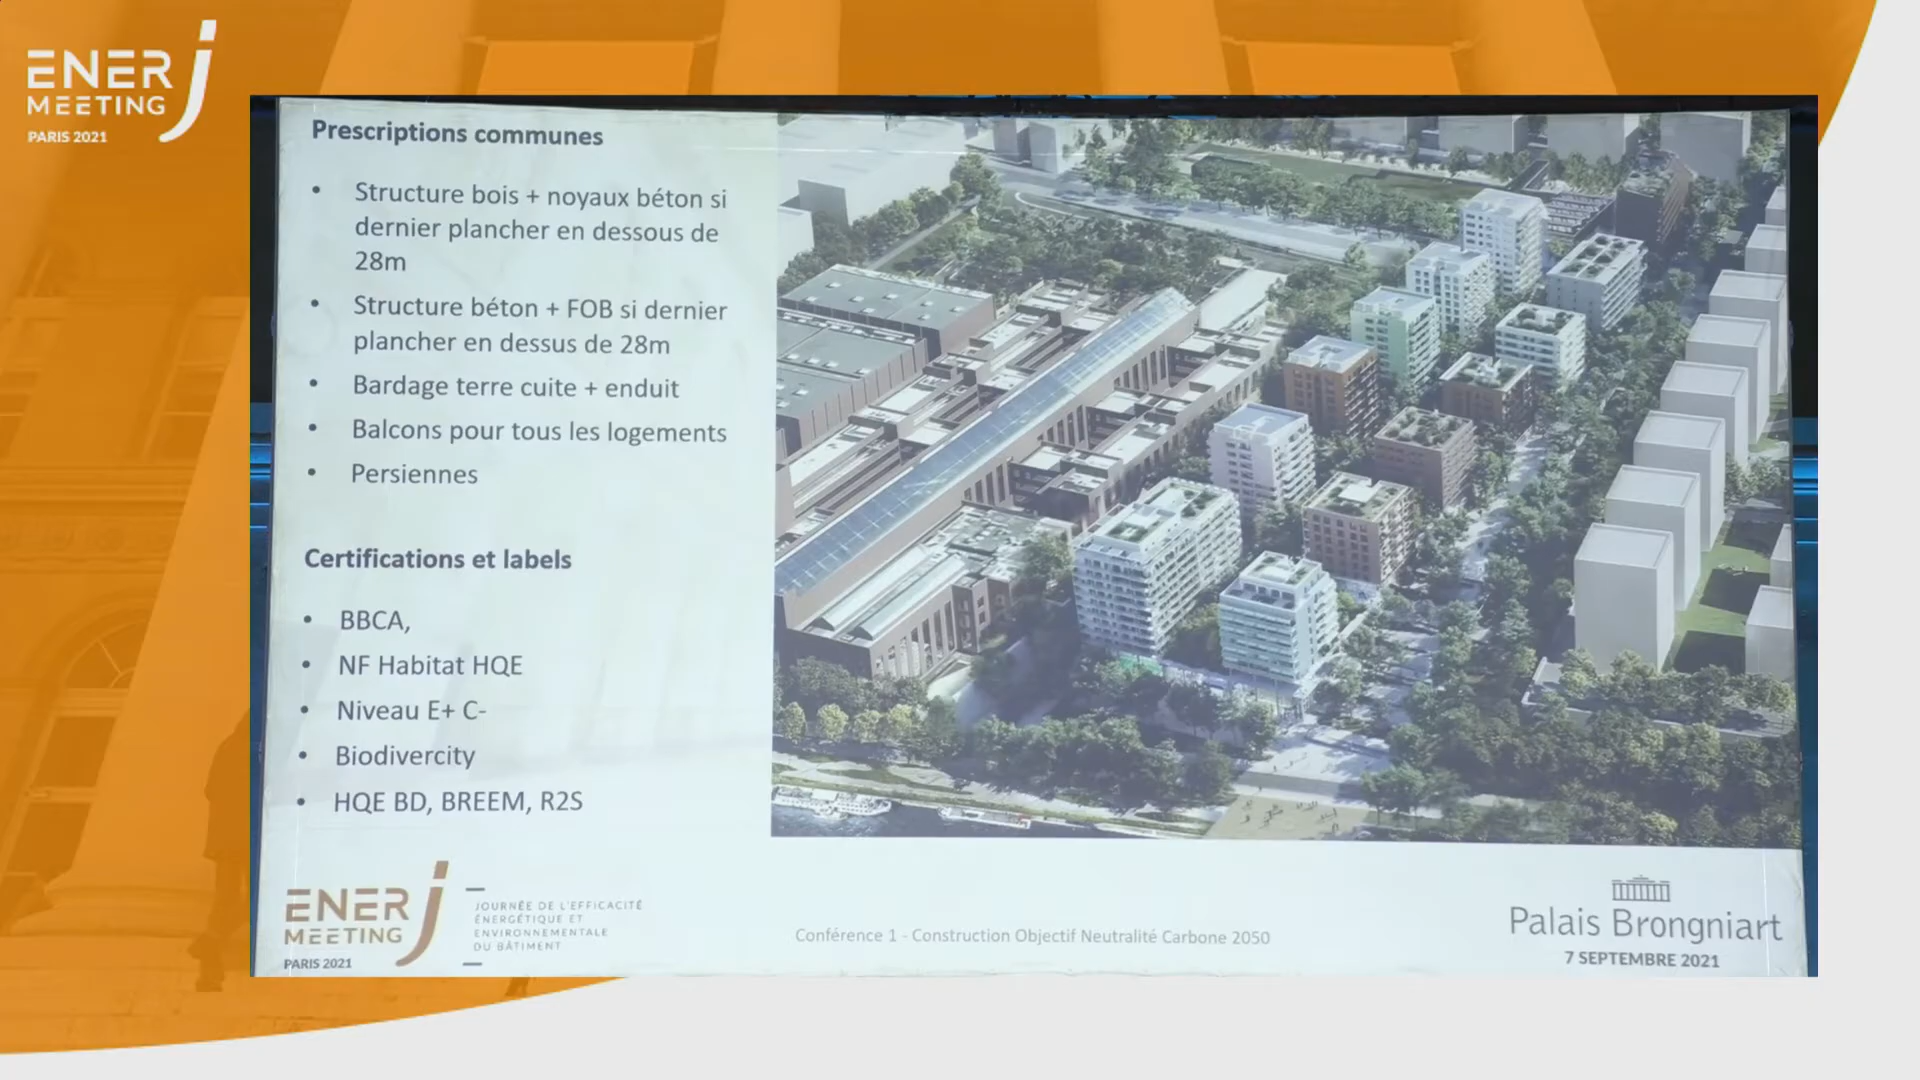 ENERJ
MEETING
PARIS 2021
Prescriptions communes
• Structure bois + noyaux béton si
dernier plancher en dessous de
28m
• Structure béton + FOB si dernier
plancher en dessus de 28m
• Bardage terre cuite + enduit
• Balcons pour tous les logements
• Persiennes
Certifications et labels
• BBCA,
• NF Habitat HQE
• Niveau E+ C-
• Biodivercity
• HQE BD, BREEM, R2S
ENERJ
MEETING
PARIS 2021
JOURNÉE DE L'EFFICACITÉ
ÉNERGÉTIQUE ET
ENVIRONNEMENTALE
DU BÂTIMENT
Conférence 1 - Construction Objectif Neutralité Carbone 2050
Palais Brongniart
7 SEPTEMBRE 2021